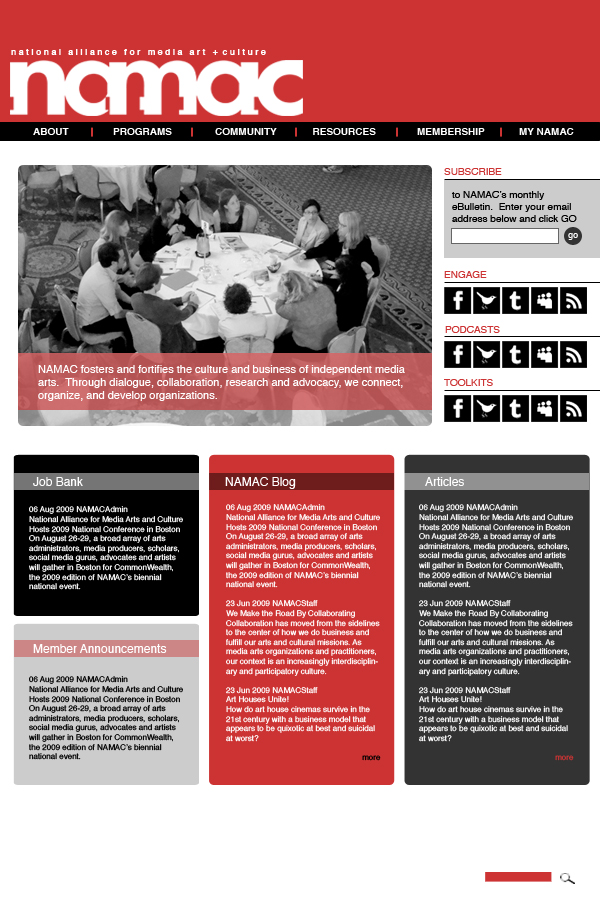 national alliance for media art + culture
namac
ABOUT | PROGRAMS | COMMUNITY | RESOURCES | MEMBERSHIP | MY NAMAC
NAMAC fosters and fortifies the culture and business of independent media
arts. Through dialogue, collaboration, research and advocacy, we connect,
organize, and develop organizations.
SUBSCRIBE
to NAMAC's monthly
eBulletin. Enter your email
address below and click GO
go
ENGAGE
PODCASTS
TOOLKITS
Job Bank
06 Aug 2009 NAMACAdmin
National Alliance for Media Arts and Culture
Hosts 2009 National Conference in Boston
On August 26-29, a broad array of arts
administrators, media producers, scholars,
social media gurus, advocates and artists
will gather in Boston for CommonWealth,
the 2009 edition of NAMAC's biennial
national event.
Member Announcements
06 Aug 2009 NAMACAdmin
National Alliance for Media Arts and Culture
Hosts 2009 National Conference in Boston
On August 26-29, a broad array of arts
administrators, media producers, scholars,
social media gurus, advocates and artists
will gather in Boston for CommonWealth,
the 2009 edition of NAMAC's biennial
national event.
NAMAC Blog
06 Aug 2009 NAMACAdmin
National Alliance for Media Arts and Culture
Hosts 2009 National Conference in Boston
On August 26-29, a broad array of arts
administrators, media producers, scholars,
social media gurus, advocates and artists
will gather in Boston for CommonWealth,
the 2009 edition of NAMAC's biennial
national event.
23 Jun 2009 NAMACStaff
We Make the Road By Collaborating
Collaboration has moved from the sidelines
to the center of how we do business and
fulfill our arts and cultural missions. As
media arts organizations and practitioners,
our context is an increasingly interdisciplin-
ary and participatory culture.
23 Jun 2009 NAMACStaff
Art Houses Unite!
How do art house cinemas survive in the
21st century with a business model that
appears to be quixotic at best and suicidal
at worst?
more
Articles
06 Aug 2009 NAMACAdmin
National Alliance for Media Arts and Culture
Hosts 2009 National Conference in Boston
On August 26-29, a broad array of arts
administrators, media producers, scholars,
social media gurus, advocates and artists
will gather in Boston for CommonWealth,
the 2009 edition of NAMAC's biennial
national event.
23 Jun 2009 NAMACStaff
We Make the Road By Collaborating
Collaboration has moved from the sidelines
to the center of how we do business and
fulfill our arts and cultural missions. As
media arts organizations and practitioners,
our context is an increasingly interdisciplin-
ary and participatory culture.
23 Jun 2009 NAMACStaff
Art Houses Unite!
How do art house cinemas survive in the
21st century with a business model that
appears to be quixotic at best and suicidal
at worst?
more